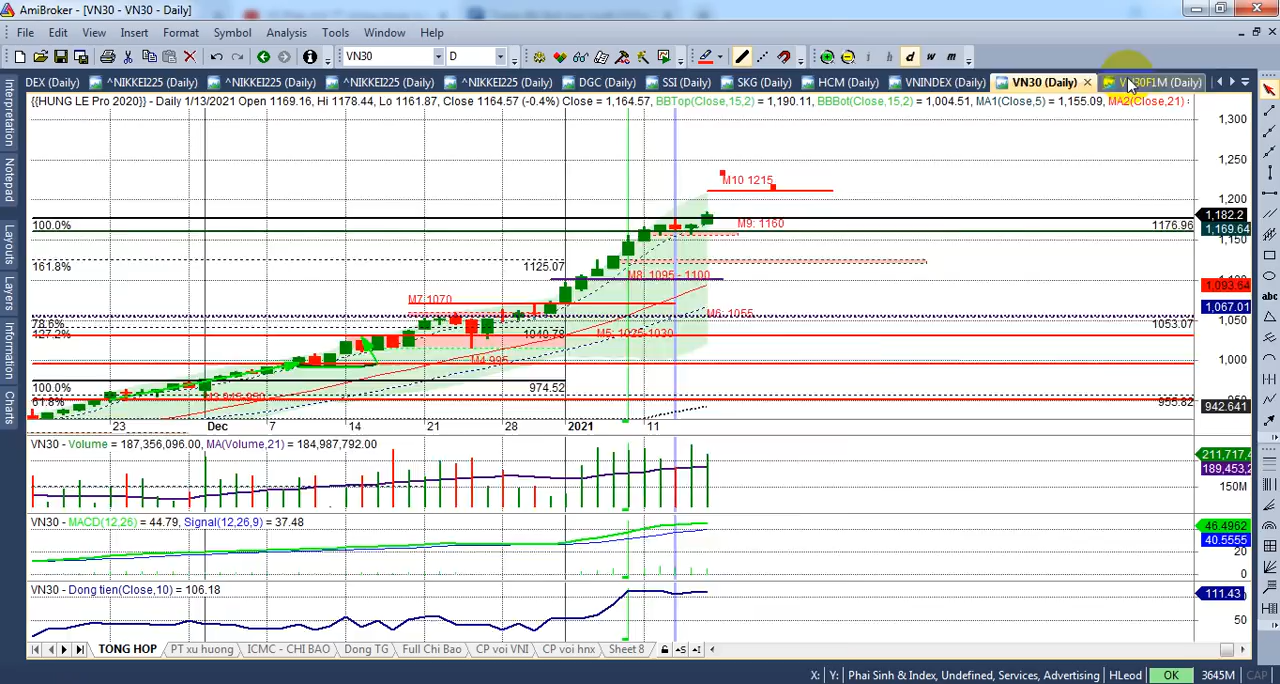 AmiBroker - [VN30 - VN30 - Daily]
File Edit View Insert Format Symbol Analysis Tools Window Help
VN30 D i h d w m
DEX (Daily) ^NIKKEI225 (Daily) ^NIKKEI225 (Daily) ^NIKKEI225 (Daily) ^NIKKEI225 (Daily) DGC (Daily) SSI (Daily) SKG (Daily) HCM (Daily) VNINDEX (Daily) VN30 (Daily) VN30F1M (Daily)
{{HUNG LE Pro 2020}} - Daily 1/13/2021 Open 1169.16, Hi 1178.44, Lo 1161.87, Close 1164.57 (-0.4%) Close = 1,164.57, BBTop(Close,15,2) = 1,190.11, BBBot(Close,15,2) = 1,004.51, MA1(Close,5) = 1,155.09, MA2(Close,21)
Interpretation
Notepad
Layouts
Layers
Information
Charts
abc
1,300
1,250
M10 1215
1,200
1,182.2
100.0%
M9: 1160
1176.96
1,169.64
1,150
161.8%
1125.07
M8: 1095 - 1100
1,093.64
M7 1070
1,067.01
M6: 1055
78.6%
1053.07
1,050
127.2%
1049.78
M5: 1025-1030
M4 995
1,000
100.0%
974.52
61.8%
955.82
942.641
23 Dec 7 14 21 28 2021 11
VN30 - Volume = 187,356,096.00, MA(Volume,21) = 184,987,792.00
211,717,4
189,453,2
150M
VN30 - MACD(12,26) = 44.79, Signal(12,26,9) = 37.48
46.4962
40.5555
20
0
VN30 - Dong tien(Close,10) = 106.18
111.43
50
TONG HOP PT xu huong ICMC - CHI BAO Dong TG Full Chi Bao CP voi VNI CP voi hnx Sheet 8
X: Y: Phai Sinh & Index, Undefined, Services, Advertising HLeod OK 3645M CAP